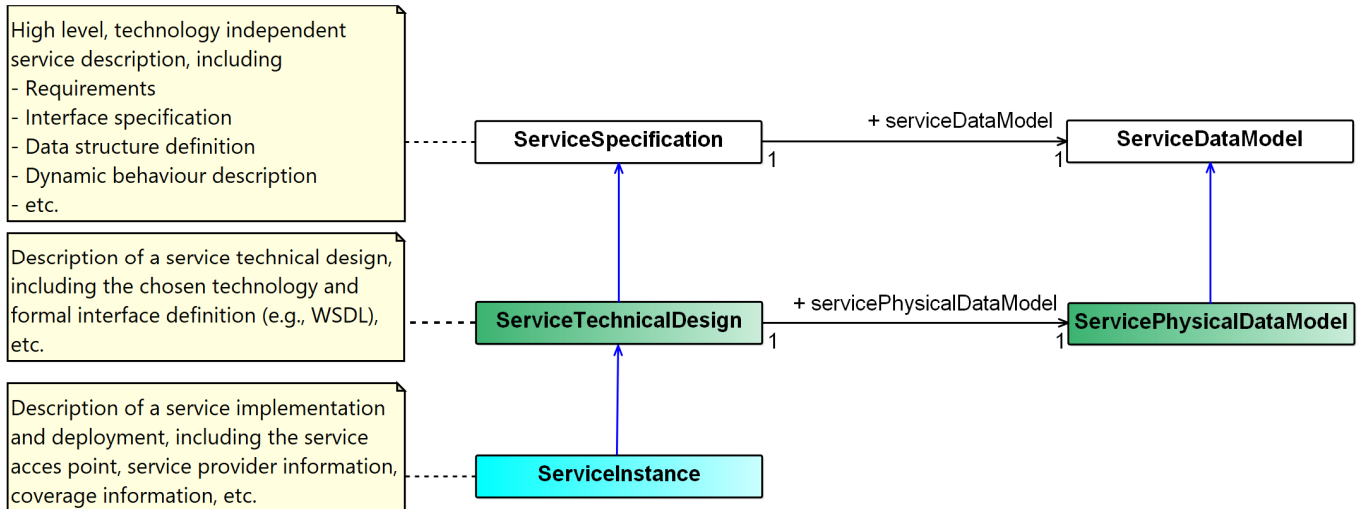 High level, technology independent
service description, including
- Requirements
- Interface specification
- Data structure definition
- Dynamic behaviour description
- etc.
ServiceSpecification
+ serviceDataModel
1
1
ServiceDataModel
Description of a service technical design,
including the chosen technology and
formal interface definition (e.g., WSDL),
etc.
ServiceTechnicalDesign
+ servicePhysicalDataModel
1
1
ServicePhysicalDataModel
Description of a service implementation
and deployment, including the service
acces point, service provider information,
coverage information, etc.
ServiceInstance